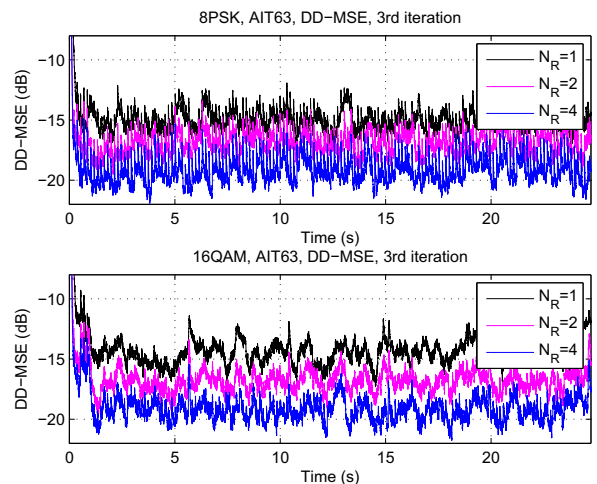 8PSK, AIT63, DD−MSE, 3rd iteration
DD−MSE (dB)
−10
−15
−20
N_R=1
N_R=2
N_R=4
0 5 10 15 20
Time (s)
16QAM, AIT63, DD−MSE, 3rd iteration
DD−MSE (dB)
−10
−15
−20
N_R=1
N_R=2
N_R=4
0 5 10 15 20
Time (s)